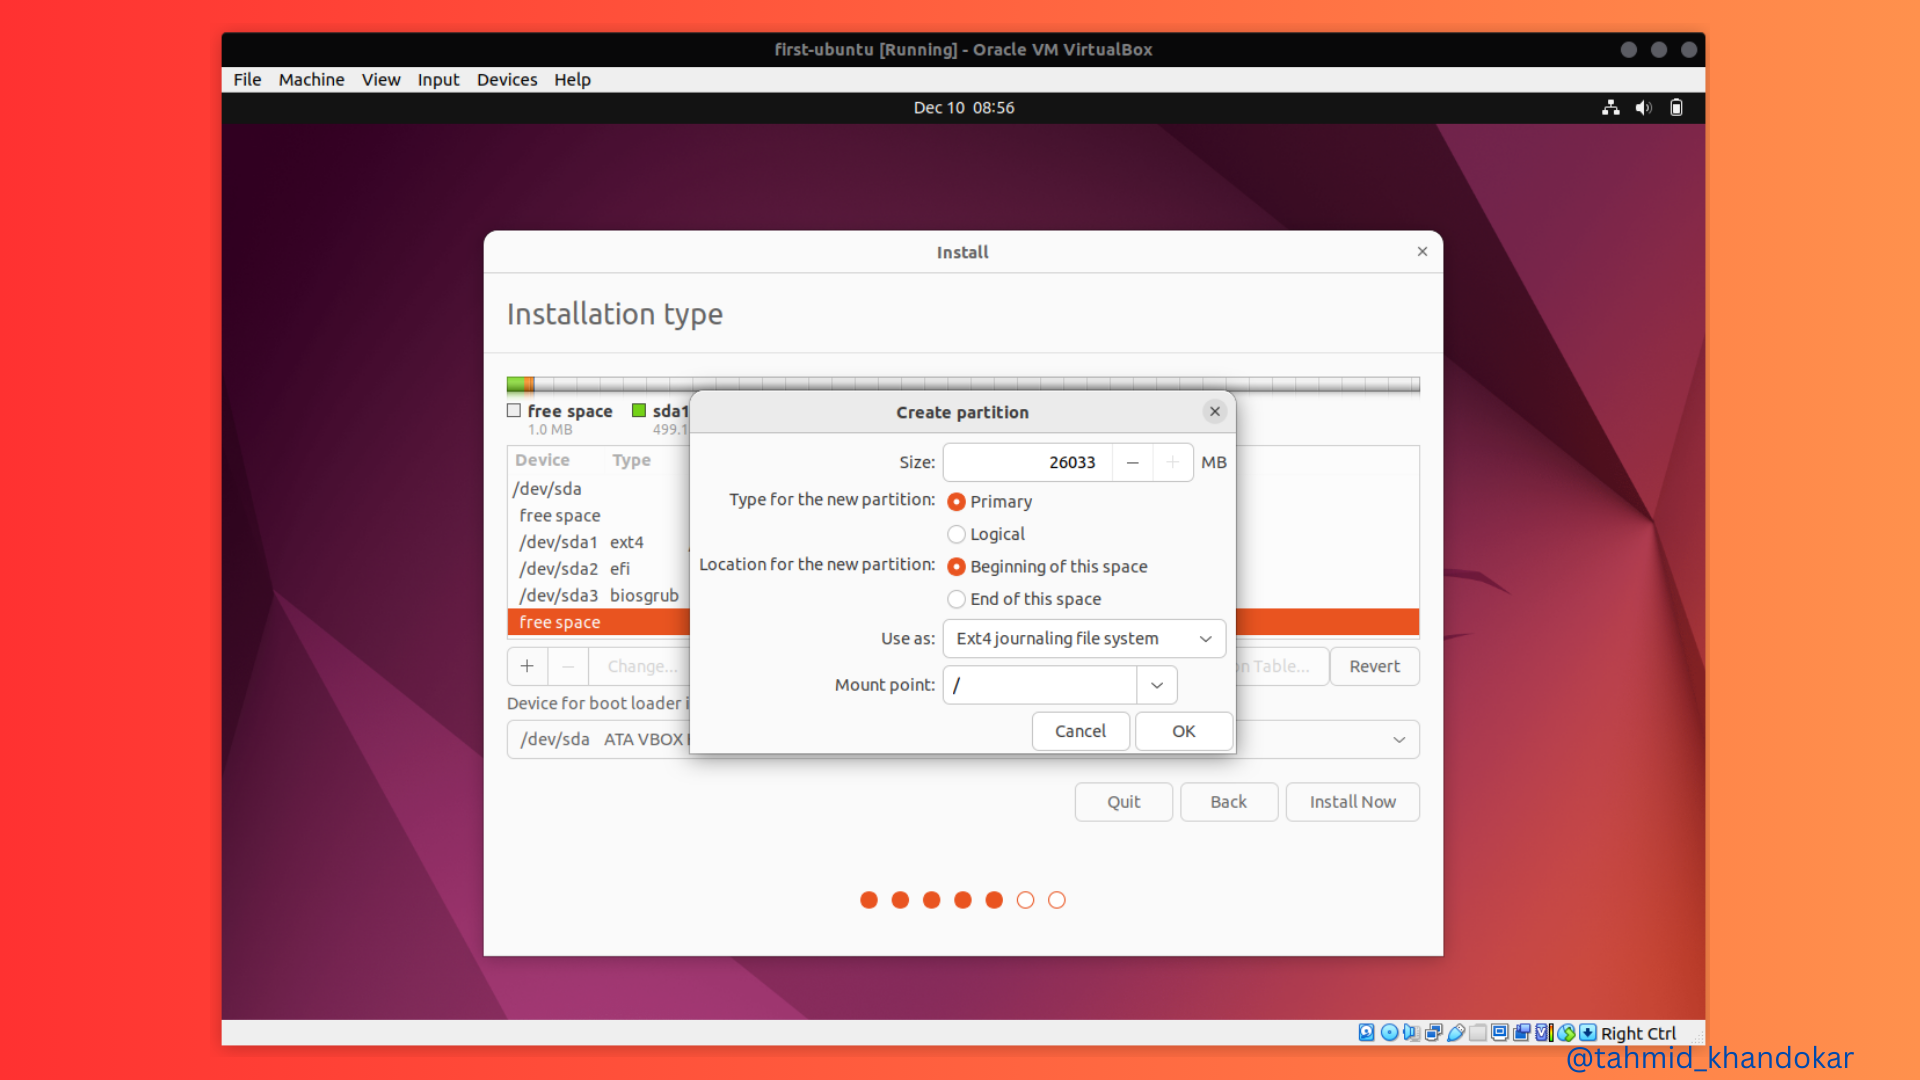 first-ubuntu [Running] - Oracle VM VirtualBox
File Machine View Input Devices Help
Dec 10 08:56
Install
Installation type
free space sda1
1.0 MB 499.1
Create partition
Size: 26033 MB
Type for the new partition: Primary
Logical
Location for the new partition: Beginning of this space
End of this space
Use as: Ext4 journaling file system
Mount point: /
Cancel OK
Device Type
/dev/sda
free space
/dev/sda1 ext4
/dev/sda2 efi
/dev/sda3 biosgrub
free space
+ − Change... Table... Revert
Device for boot loader
/dev/sda ATA VBOX
Quit Back Install Now
Right Ctrl
@tahmid_khandokar